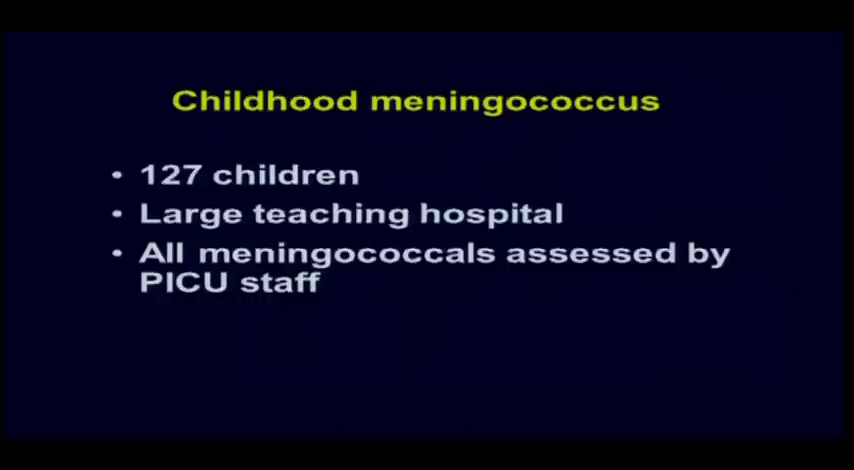 Childhood meningococcus
• 127 children
• Large teaching hospital
• All meningococcals assessed by
PICU staff